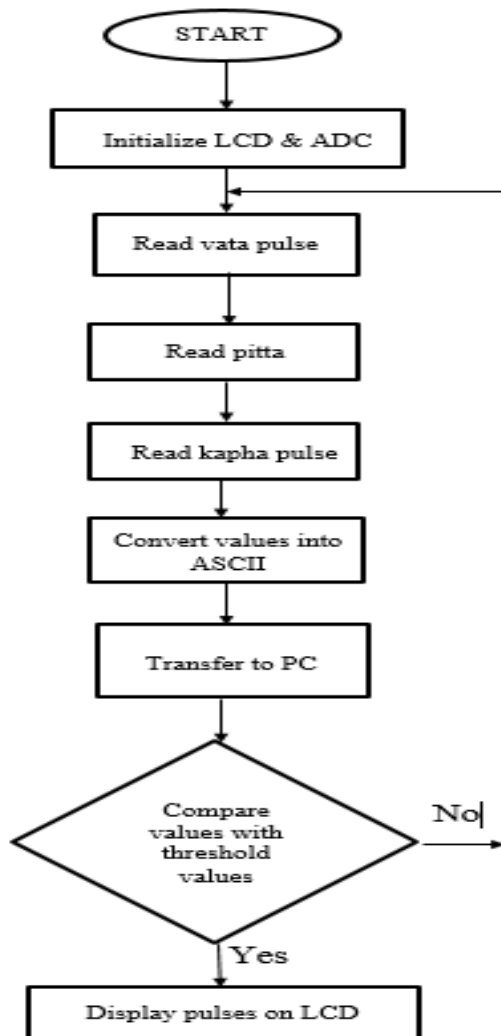 START
Initialize LCD & ADC
Read vata pulse
Read pitta
Read kapha pulse
Convert values into
ASCII
Transfer to PC
Compare
values with
threshold
values
No
Yes
Display pulses on LCD